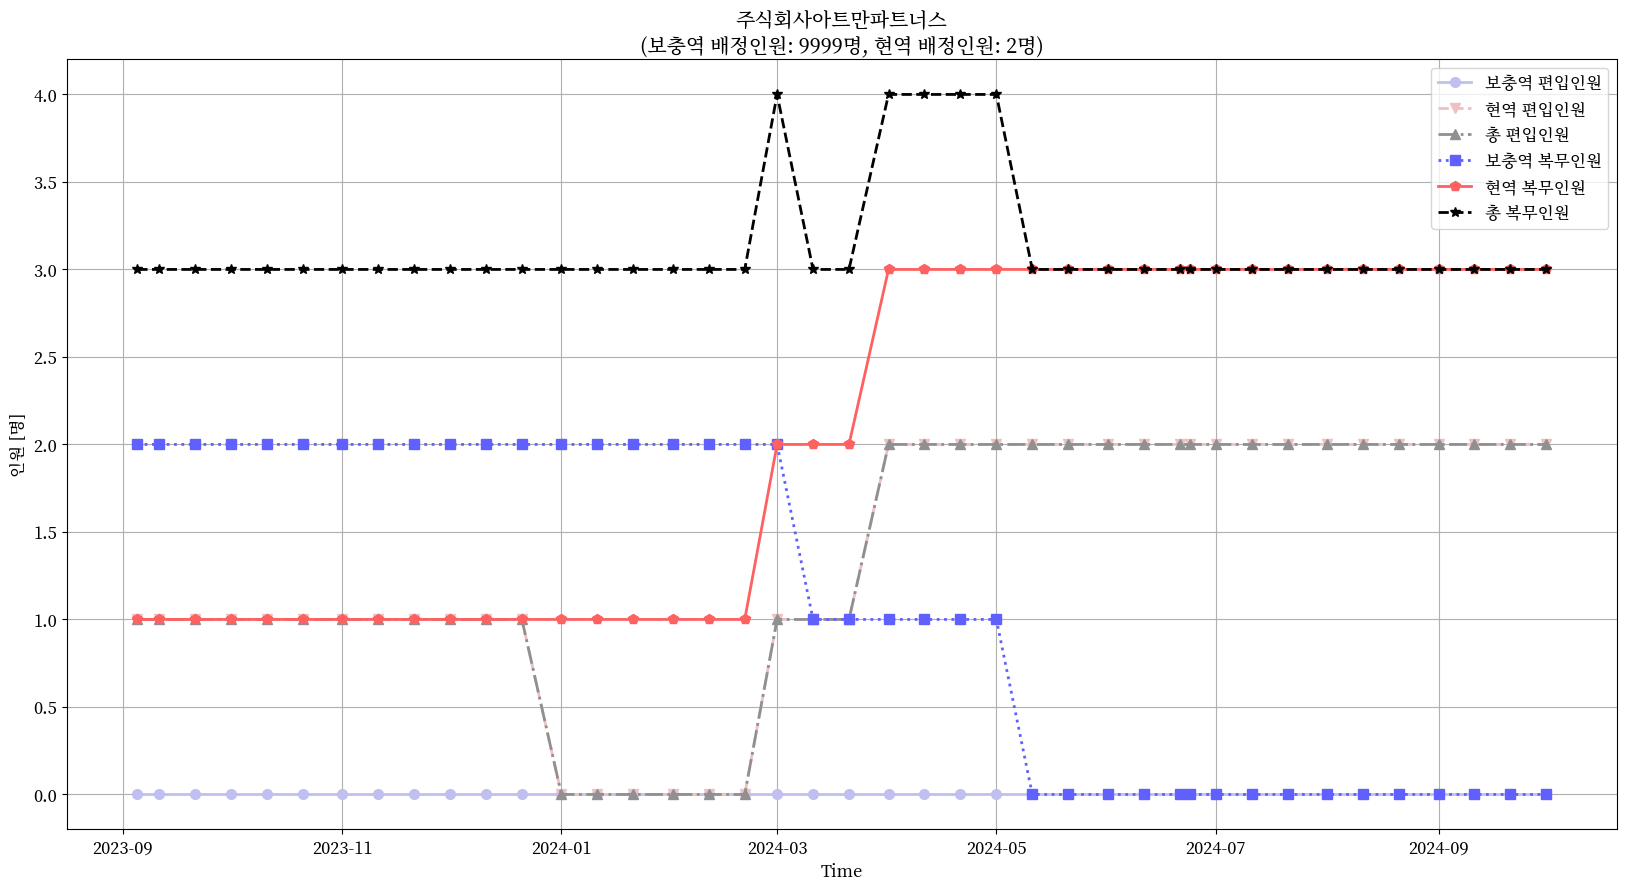 주식회사아트만파트너스
(보충역 배정인원: 9999명, 현역 배정인원: 2명)
보충역 편입인원
현역 편입인원
총 편입인원
보충역 복무인원
현역 복무인원
총 복무인원
4.0
3.5
3.0
2.5
2.0
1.5
1.0
0.5
0.0
인원 [명]
2023-09 2023-11 2024-01 2024-03 2024-05 2024-07 2024-09
Time